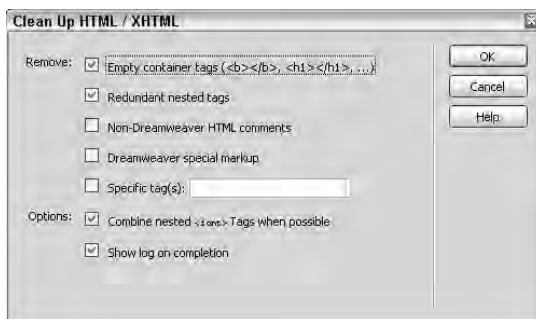 Clean Up HTML / XHTML
Remove: Empty container tags (<b></b>, <h1></h1>, ...) OK
Redundant nested tags Cancel
Non-Dreamweaver HTML comments Help
Dreamweaver special markup
Specific tag(s):
Options: Combine nested <font> Tags when possible
Show log on completion